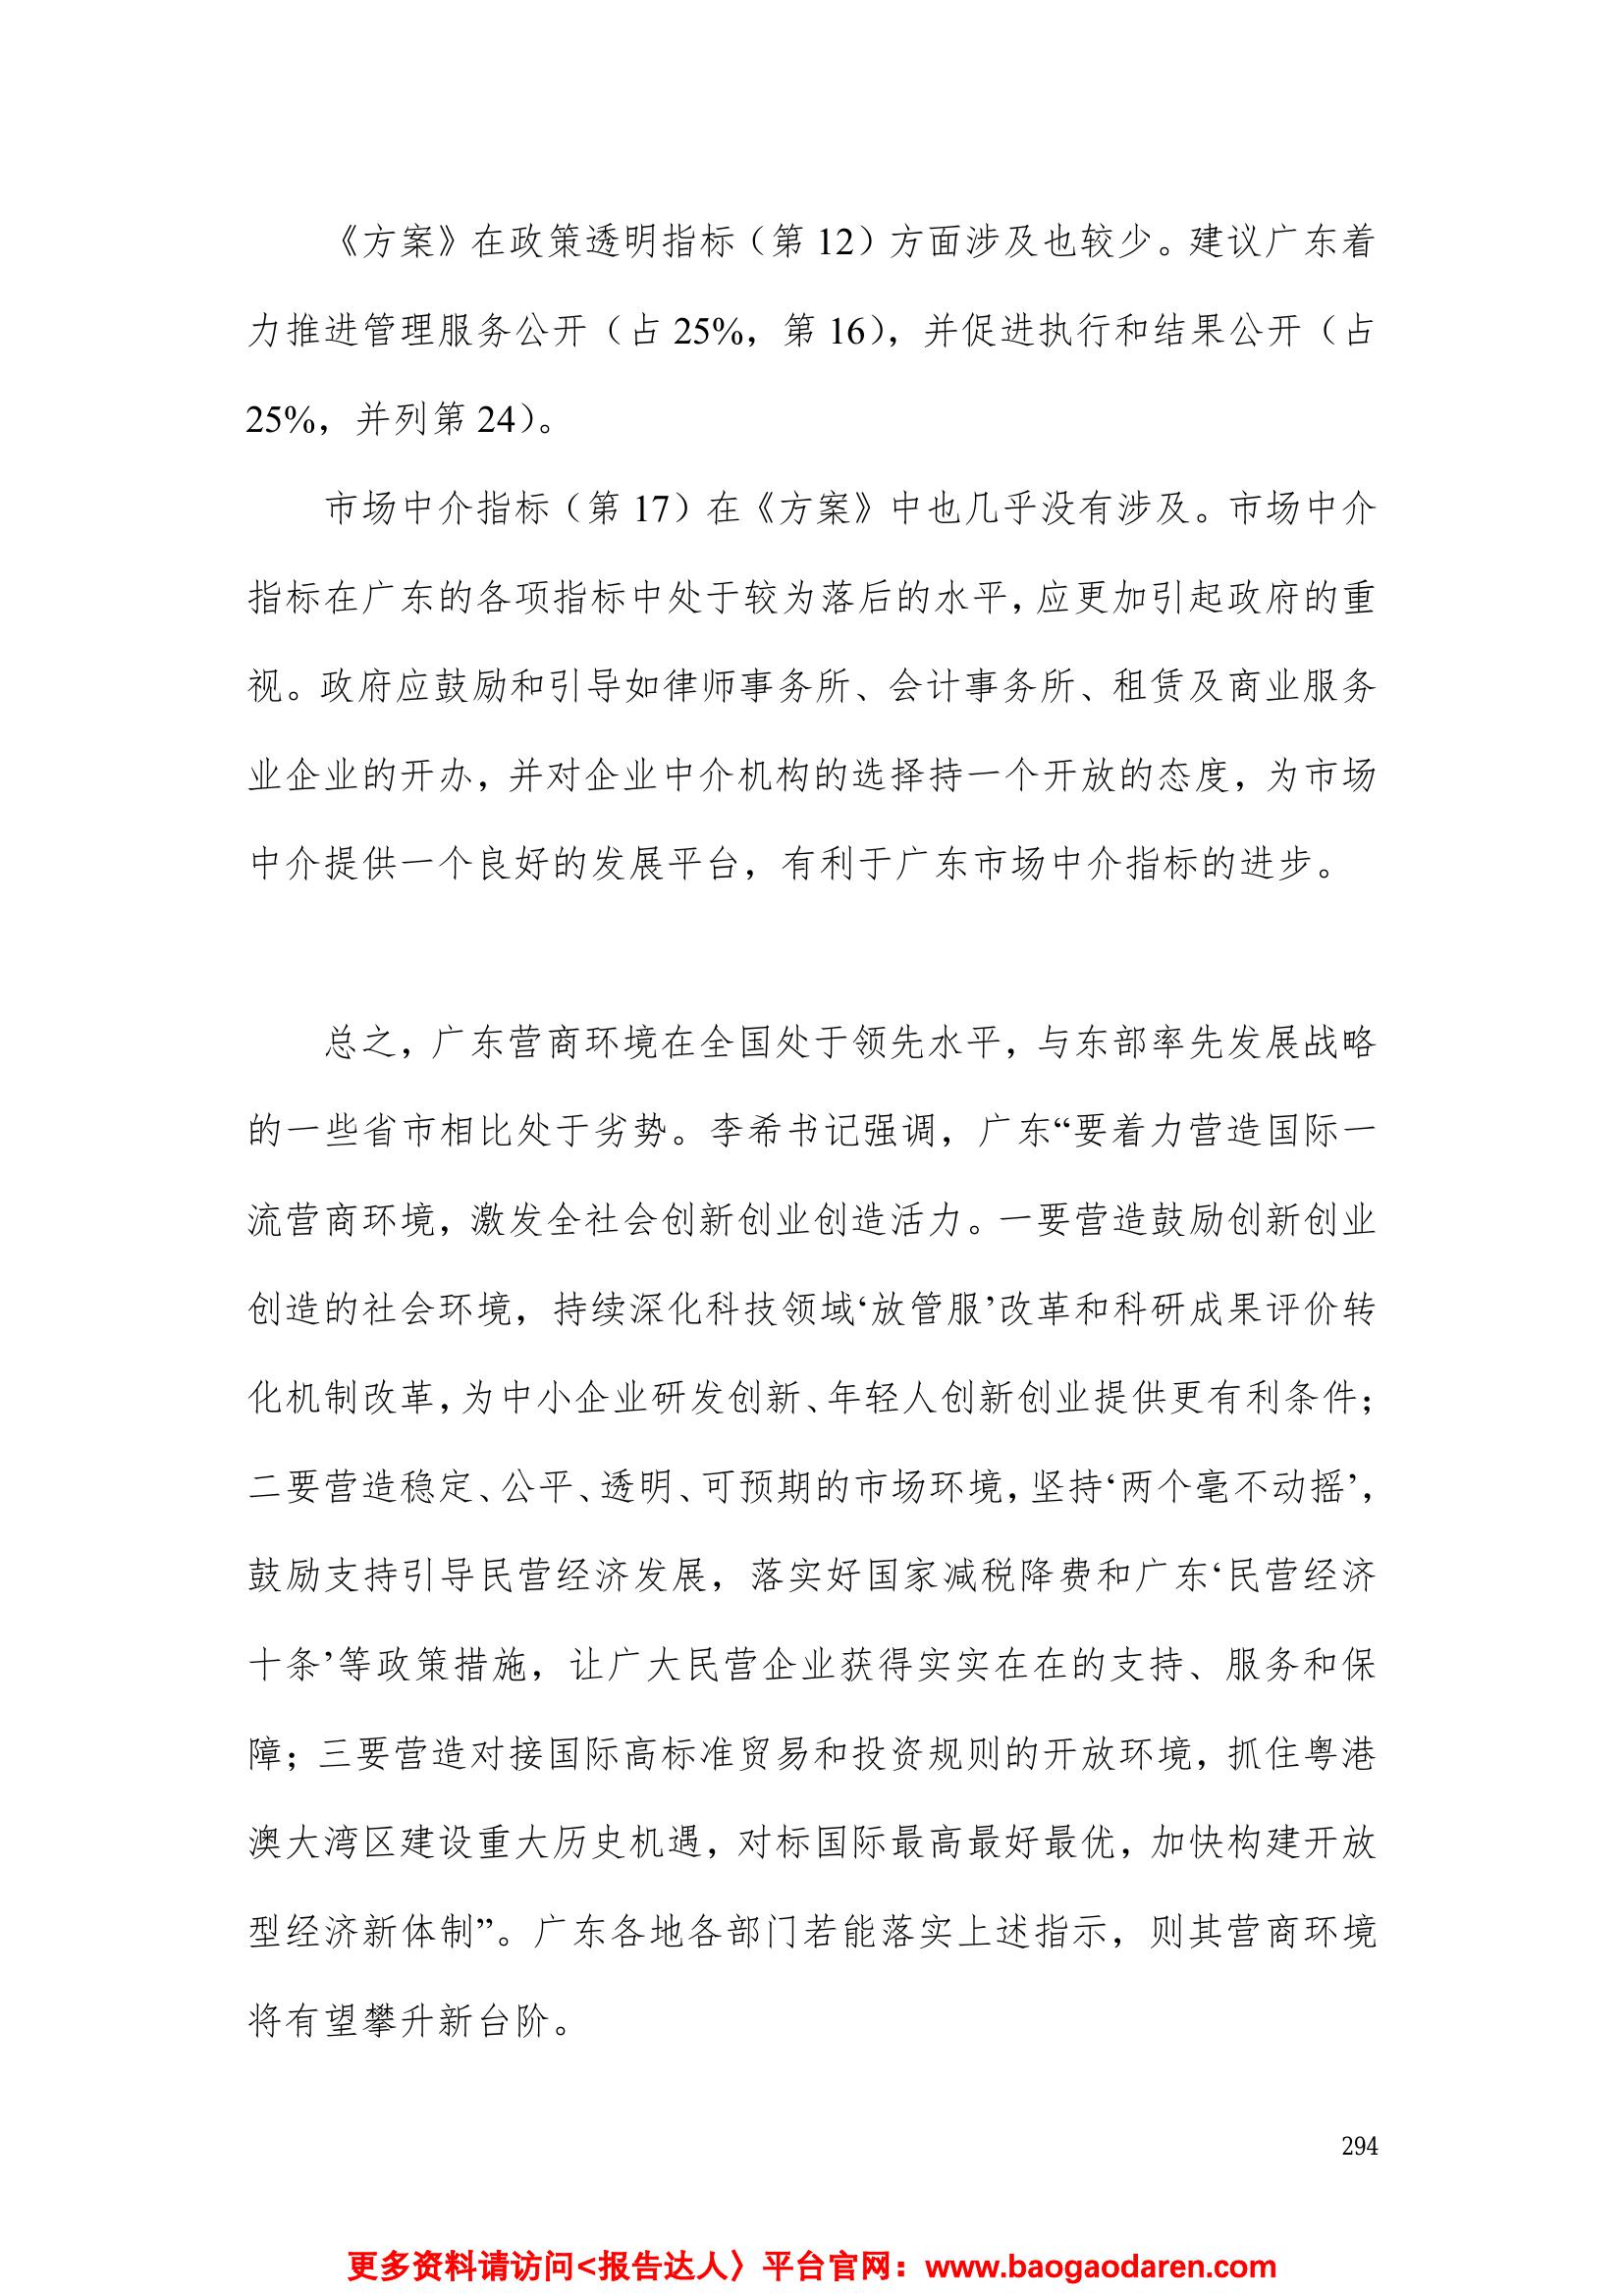 《方案》在政策透明指标（第 12）方面涉及也较少。建议广东着
力推进管理服务公开（占 25%，第 16），并促进执行和结果公开（占
25%，并列第 24）。
市场中介指标（第 17）在《方案》中也几乎没有涉及。市场中介
指标在广东的各项指标中处于较为落后的水平，应更加引起政府的重
视。政府应鼓励和引导如律师事务所、会计事务所、租赁及商业服务
业企业的开办，并对企业中介机构的选择持一个开放的态度，为市场
中介提供一个良好的发展平台，有利于广东市场中介指标的进步。
总之，广东营商环境在全国处于领先水平，与东部率先发展战略
的一些省市相比处于劣势。李希书记强调，广东“要着力营造国际一
流营商环境，激发全社会创新创业创造活力。一要营造鼓励创新创业
创造的社会环境，持续深化科技领域‘放管服’改革和科研成果评价转
化机制改革，为中小企业研发创新、年轻人创新创业提供更有利条件；
二要营造稳定、公平、透明、可预期的市场环境，坚持‘两个毫不动摇’，
鼓励支持引导民营经济发展，落实好国家减税降费和广东‘民营经济
十条’等政策措施，让广大民营企业获得实实在在的支持、服务和保
障；三要营造对接国际高标准贸易和投资规则的开放环境，抓住粤港
澳大湾区建设重大历史机遇，对标国际最高最好最优，加快构建开放
型经济新体制”。广东各地各部门若能落实上述指示，则其营商环境
将有望攀升新台阶。
294
更多资料请访问<报告达人〉平台官网：www.baogaodaren.com